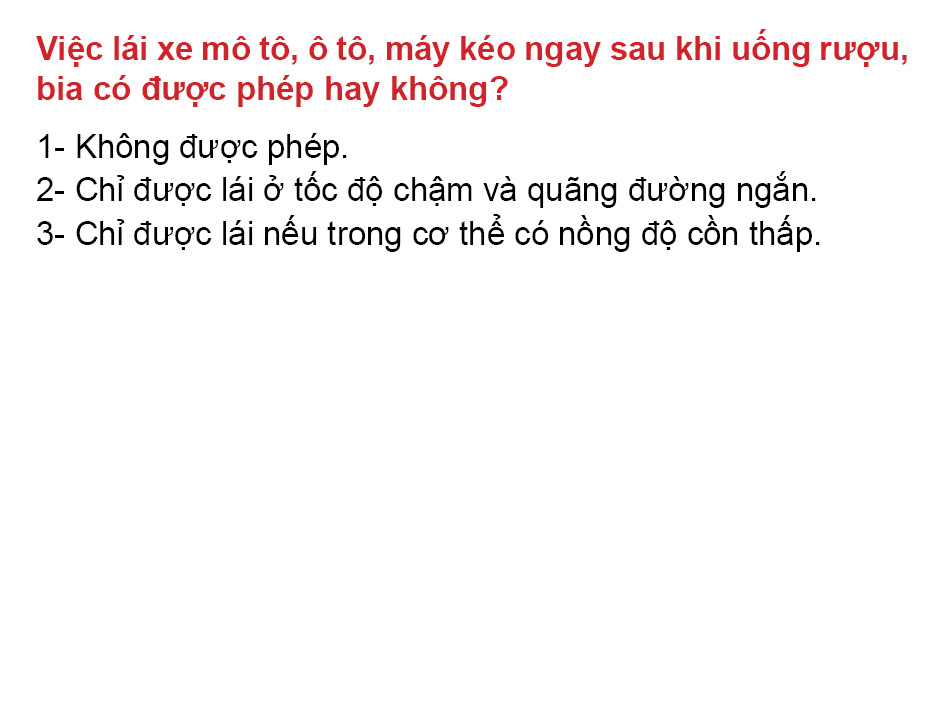 Việc lái xe mô tô, ô tô, máy kéo ngay sau khi uống rượu,
bia có được phép hay không?
1- Không được phép.
2- Chỉ được lái ở tốc độ chậm và quãng đường ngắn.
3- Chỉ được lái nếu trong cơ thể có nồng độ cồn thấp.